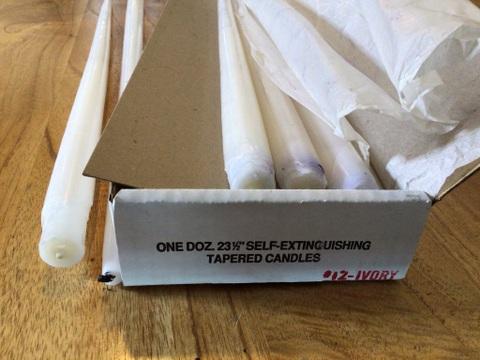 ONE DOZ. 23½" SELF-EXTINGUISHING
TAPERED CANDLES
#12-IVORY